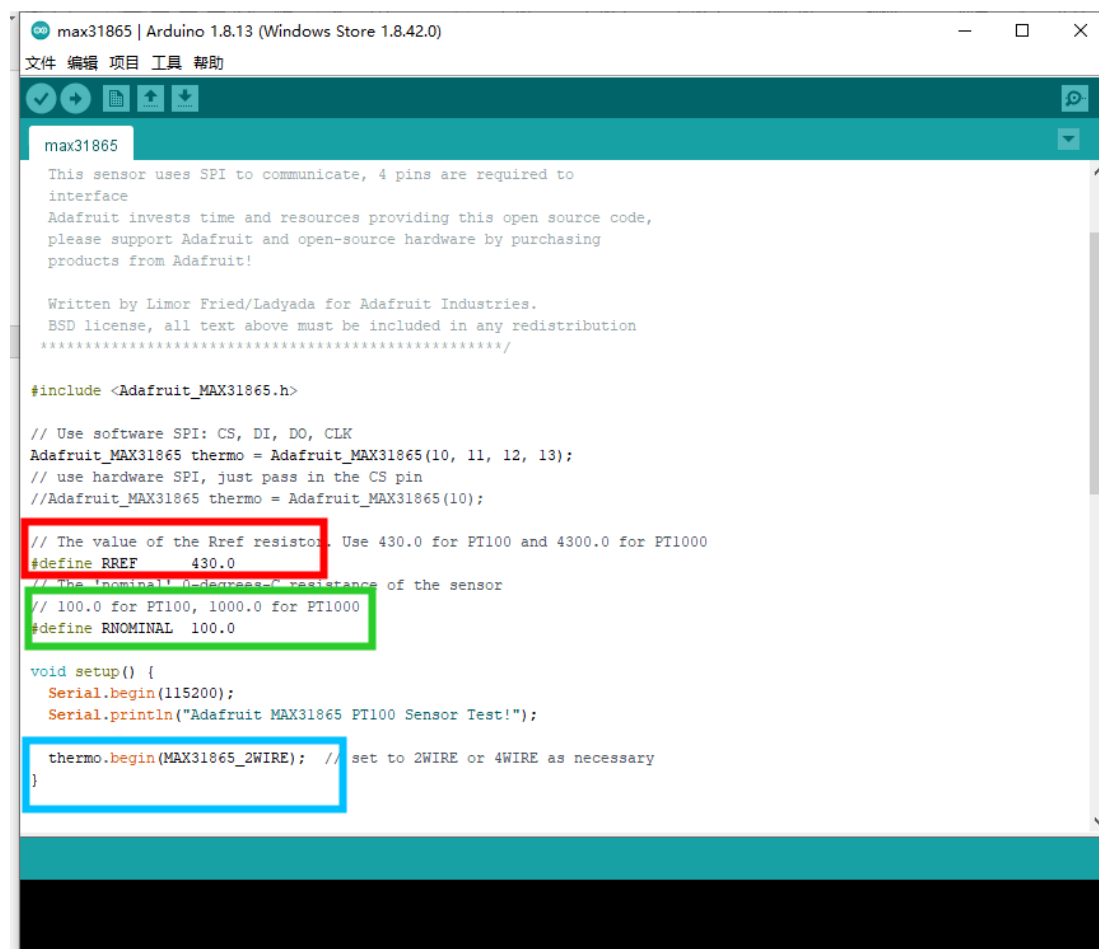 max31865 | Arduino 1.8.13 (Windows Store 1.8.42.0)
文件 编辑 项目 工具 帮助
max31865
This sensor uses SPI to communicate, 4 pins are required to
interface
Adafruit invests time and resources providing this open source code,
please support Adafruit and open-source hardware by purchasing
products from Adafruit!
Written by Limor Fried/Ladyada for Adafruit Industries.
BSD license, all text above must be included in any redistribution
****************************************************/
#include <Adafruit_MAX31865.h>
// Use software SPI: CS, DI, DO, CLK
Adafruit_MAX31865 thermo = Adafruit_MAX31865(10, 11, 12, 13);
// use hardware SPI, just pass in the CS pin
//Adafruit_MAX31865 thermo = Adafruit_MAX31865(10);
// The value of the Rref resistor. Use 430.0 for PT100 and 4300.0 for PT1000
#define RREF 430.0
// The 'nominal' 0-degrees-C resistance of the sensor
// 100.0 for PT100, 1000.0 for PT1000
#define RNOMINAL 100.0
void setup() {
Serial.begin(115200);
Serial.println("Adafruit MAX31865 PT100 Sensor Test!");
thermo.begin(MAX31865_2WIRE); // set to 2WIRE or 4WIRE as necessary
}